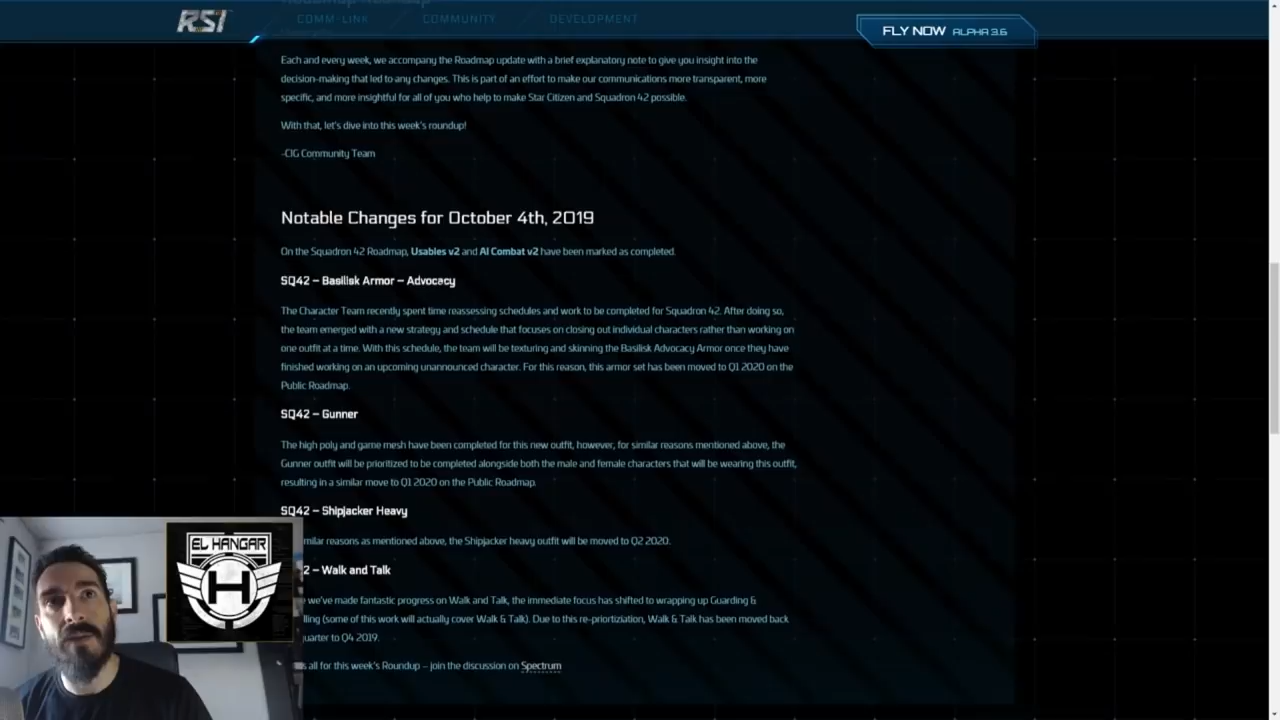 RSI
COMM-LINK
COMMUNITY
DEVELOPMENT
FLY NOW ALPHA 3.6
Each and every week, we accompany the Roadmap update with a brief explanatory note to give you insight into the
decision-making that led to any changes. This is part of an effort to make our communications more transparent, more
specific, and more insightful for all of you who help to make Star Citizen and Squadron 42 possible.
With that, let's dive into this week's roundup!
-CIG Community Team
Notable Changes for October 4th, 2019
On the Squadron 42 Roadmap, Usables v2 and AI Combat v2 have been marked as completed.
SQ42 – Basilisk Armor – Advocacy
The Character Team recently spent time reassessing schedules and work to be completed for Squadron 42. After doing so,
the team emerged with a new strategy and schedule that focuses on closing out individual characters rather than working on
one outfit at a time. With this schedule, the team will be texturing and skinning the Basilisk Advocacy Armor once they have
finished working on an upcoming unannounced character. For this reason, this armor set has been moved to Q1 2020 on the
Public Roadmap.
SQ42 – Gunner
The high poly and game mesh have been completed for this new outfit, however, for similar reasons mentioned above, the
Gunner outfit will be prioritized to be completed alongside both the male and female characters that will be wearing this outfit,
resulting in a similar move to Q1 2020 on the Public Roadmap.
SQ42 – Shipjacker Heavy
milar reasons as mentioned above, the Shipjacker heavy outfit will be moved to Q2 2020.
2 – Walk and Talk
we've made fantastic progress on Walk and Talk, the immediate focus has shifted to wrapping up Guarding &
lling (some of this work will actually cover Walk & Talk). Due to this re-priortiziation, Walk & Talk has been moved back
quarter to Q4 2019.
s all for this week's Roundup – join the discussion on Spectrum
EL HANGAR
H